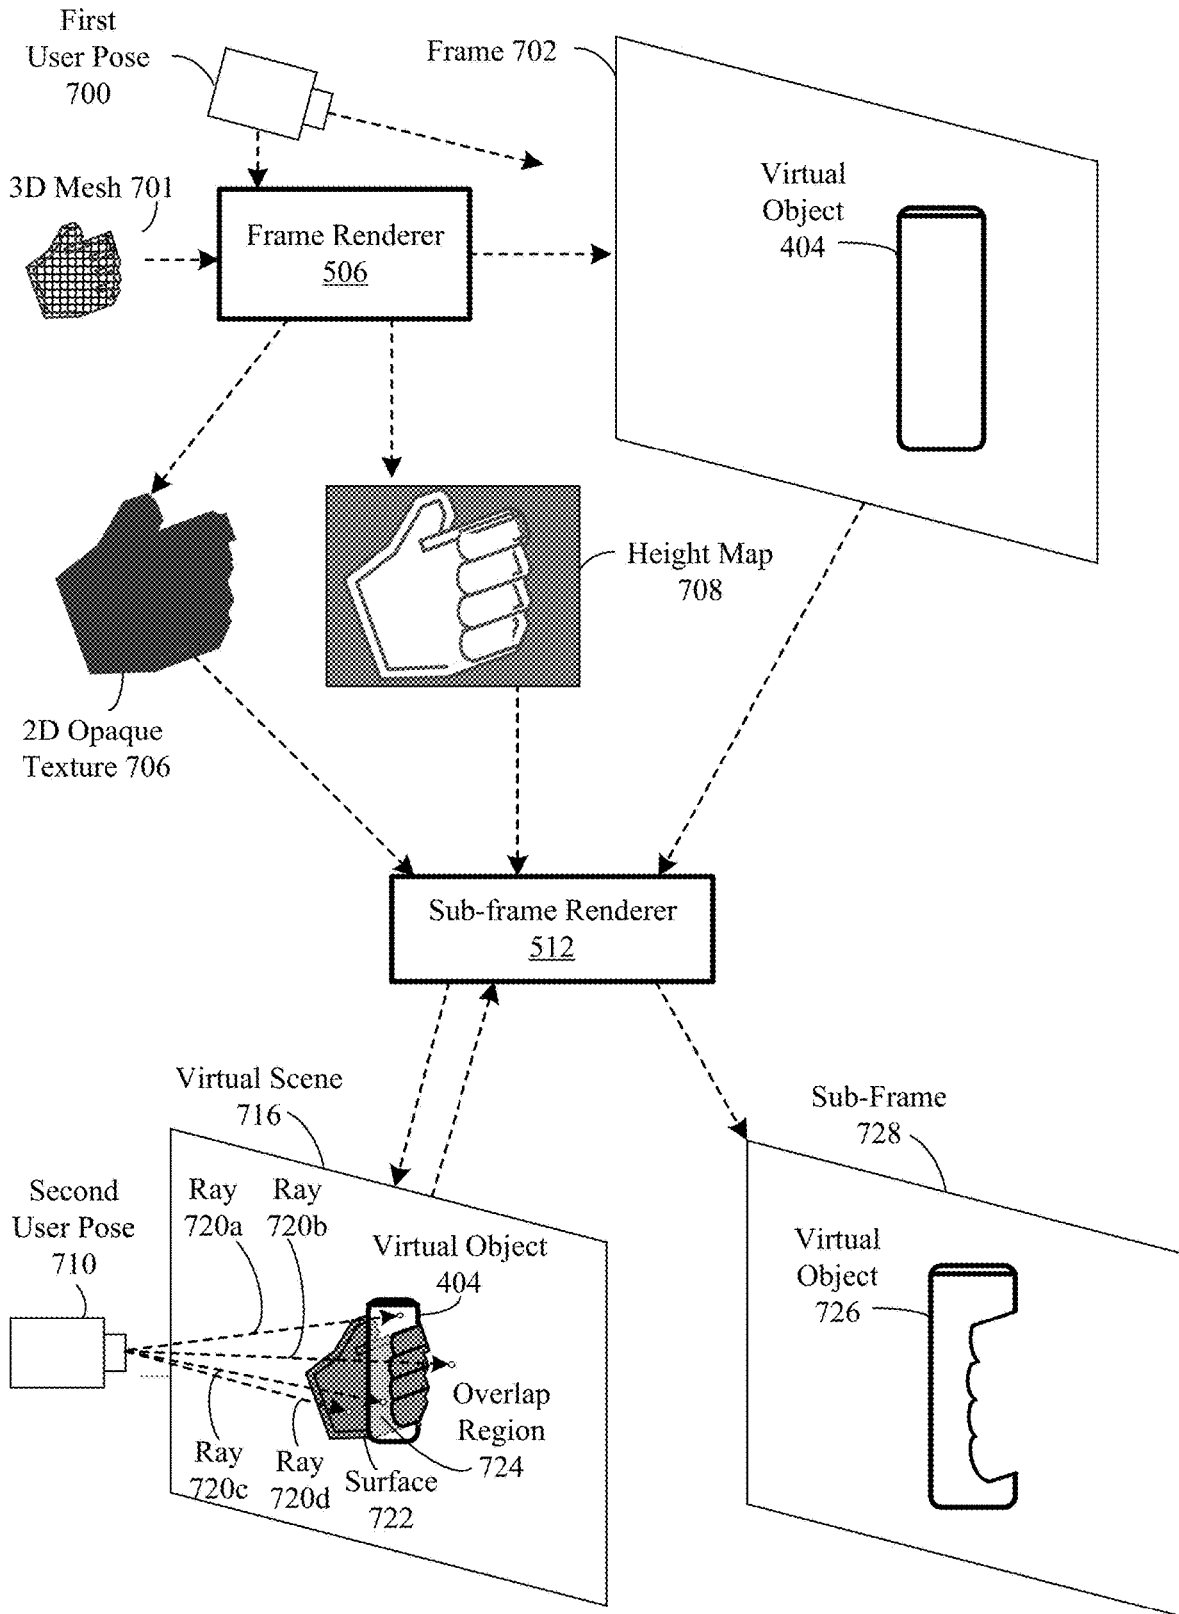 First
User Pose
700
Frame 702
3D Mesh 701
Frame Renderer
506
Virtual
Object
404
Height Map
708
2D Opaque
Texture 706
Sub-frame Renderer
512
Virtual Scene
716
Sub-Frame
728
Second
User Pose
710
Ray
720a
Ray
720b
Virtual Object
404
Virtual
Object
726
Overlap
Region
724
Ray
720c
Ray
720d
Surface
722